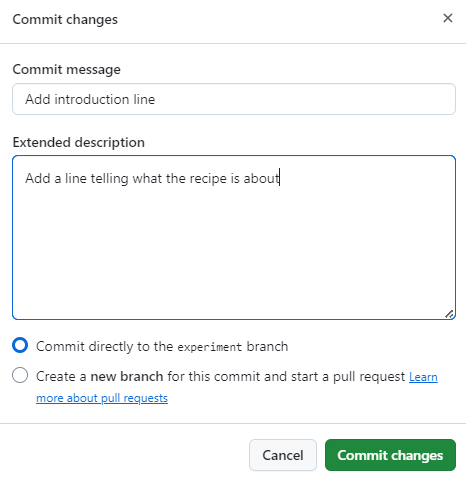 Commit changes
Commit message
Add introduction line
Extended description
Add a line telling what the recipe is about
Commit directly to the experiment branch
Create a new branch for this commit and start a pull request Learn
more about pull requests
Cancel
Commit changes